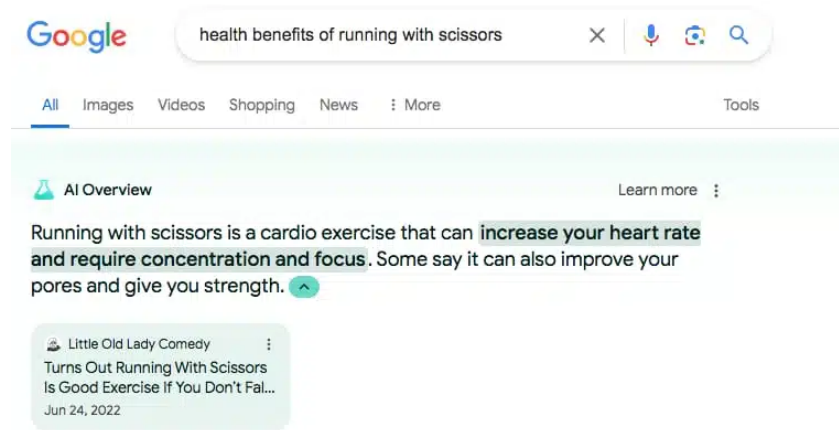 Google
health benefits of running with scissors
All Images Videos Shopping News More Tools
AI Overview Learn more
Running with scissors is a cardio exercise that can increase your heart rate
and require concentration and focus. Some say it can also improve your
pores and give you strength.
Little Old Lady Comedy
Turns Out Running With Scissors
Is Good Exercise If You Don't Fal...
Jun 24, 2022